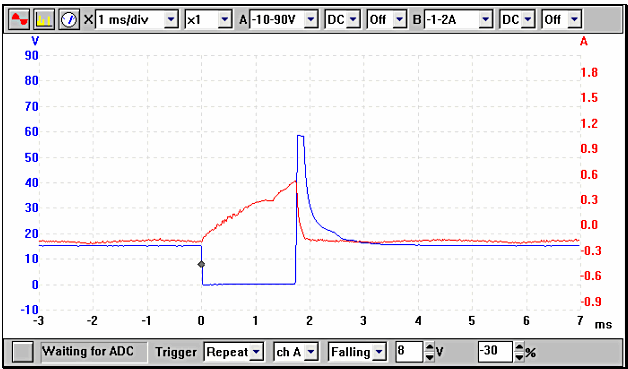 X 1 ms/div x1 A -10-90V DC Off B -1-2A DC Off
V A
90
80 1.8
70 1.5
60 1.2
50 0.9
40 0.6
30 0.3
20 0.0
10 -0.3
0 -0.6
-10 -0.9
-3 -2 -1 0 1 2 3 4 5 6 7 ms
Waiting for ADC Trigger Repeat ch A Falling 8 V -30 %